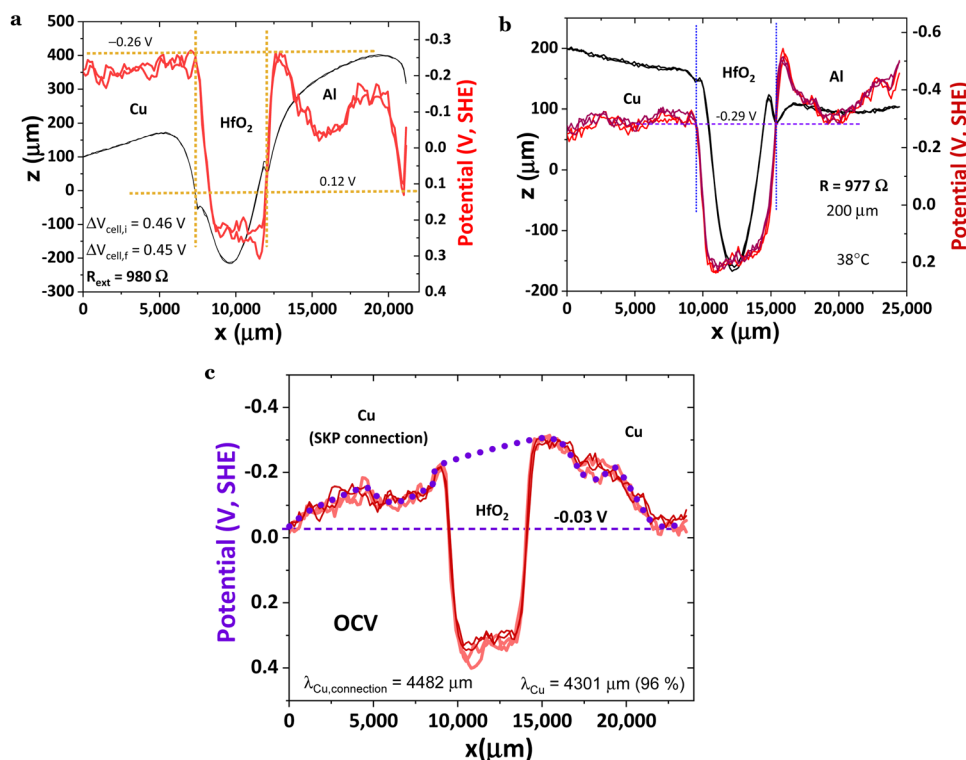 a
−0.26 V
Cu
HfO2
Al
0.12 V
ΔVcell,i = 0.46 V
ΔVcell,f = 0.45 V
Rext = 980 Ω
500
400
300
200
100
0
-100
-200
-300
z (μm)
0
5,000
10,000
15,000
20,000
x (μm)
-0.3
-0.2
-0.1
0.0
0.1
0.2
0.3
0.4
Potential (V, SHE)
b
HfO2
Al
Cu
-0.29 V
R = 977 Ω
200 μm
38°C
200
100
0
-100
-200
z (μm)
0
5,000
10,000
15,000
20,000
25,000
x (μm)
-0.6
-0.4
-0.2
0.0
0.2
Potential (V, SHE)
c
Cu
(SKP connection)
Cu
HfO2
-0.03 V
OCV
λCu,connection = 4482 μm
λCu = 4301 μm (96 %)
-0.4
-0.2
0.0
0.2
0.4
Potential (V, SHE)
0
5,000
10,000
15,000
20,000
x(μm)